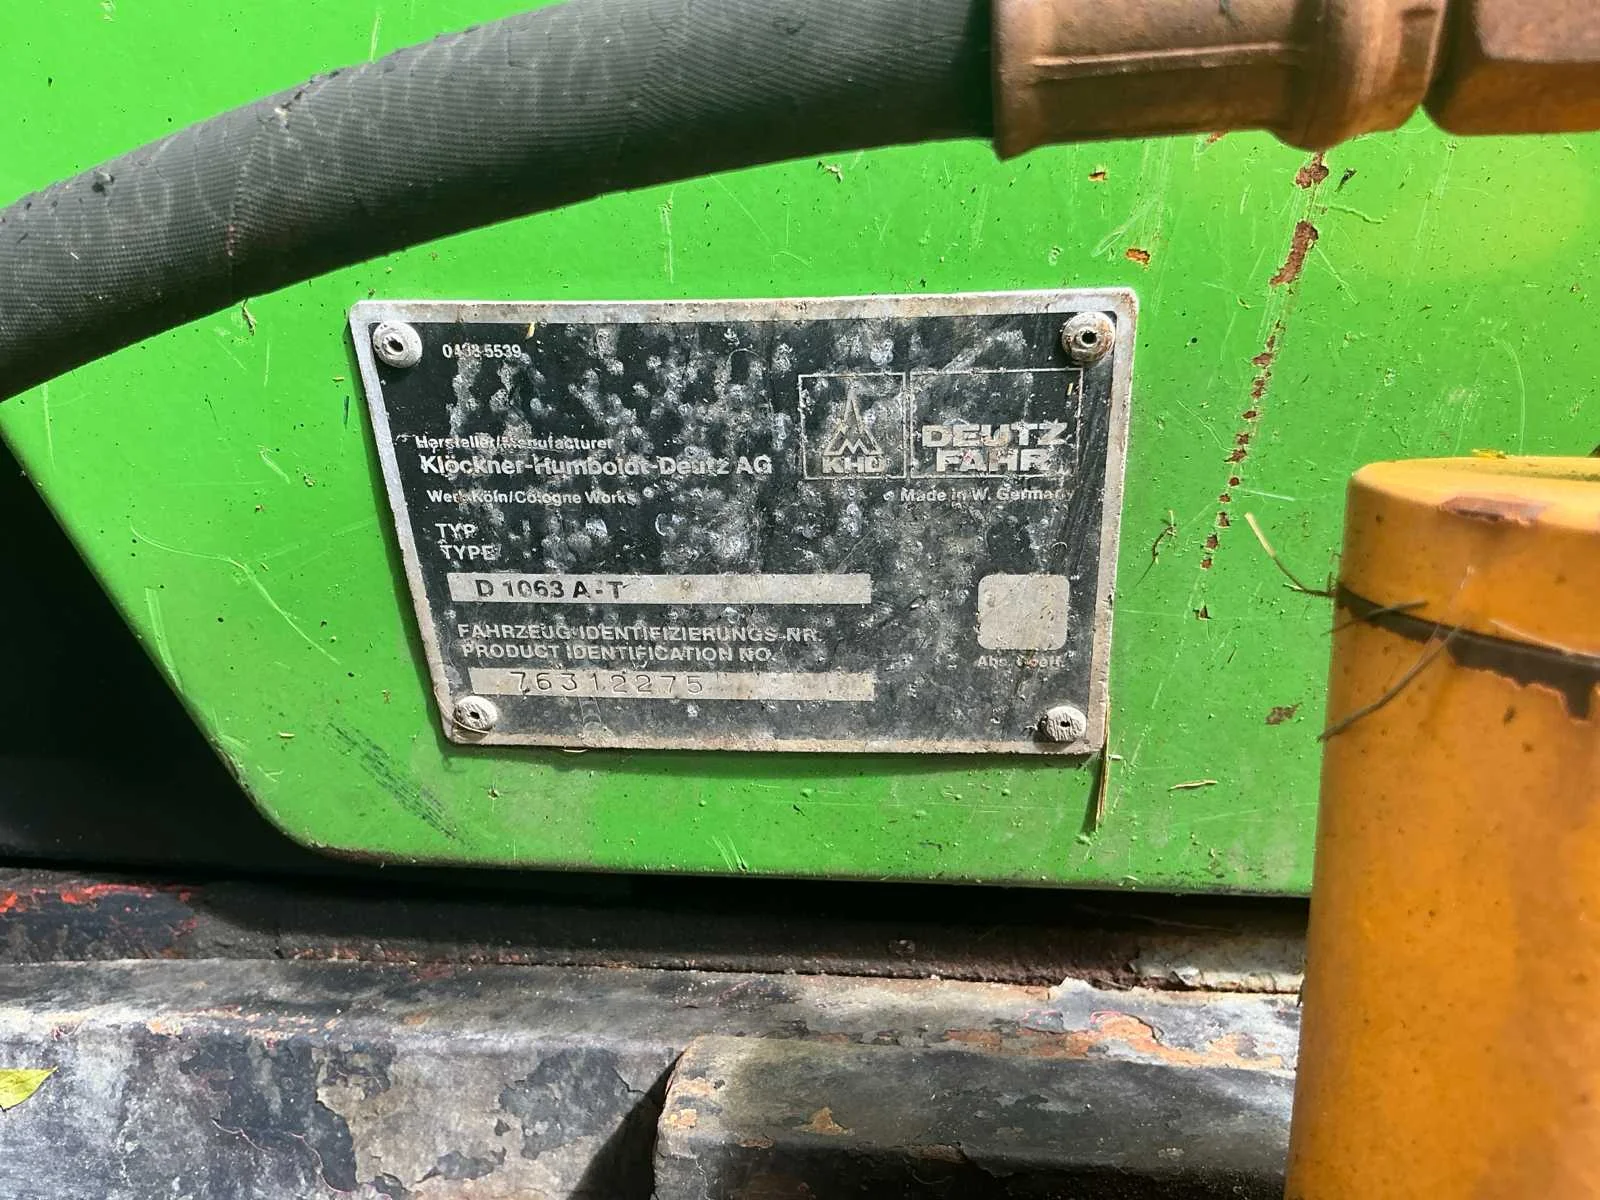 0438 5539
KHD
DEUTZ
FAHR
Hersteller/Manufacturer
Klöckner-Humboldt-Deutz AG
Werk Köln/Cologne Works
Made in W. Germany
TYP
TYPE
D 1063 A-T
FAHRZEUG-IDENTIFIZIERUNGS-NR.
PRODUCT IDENTIFICATION NO.
76312275
Abs.